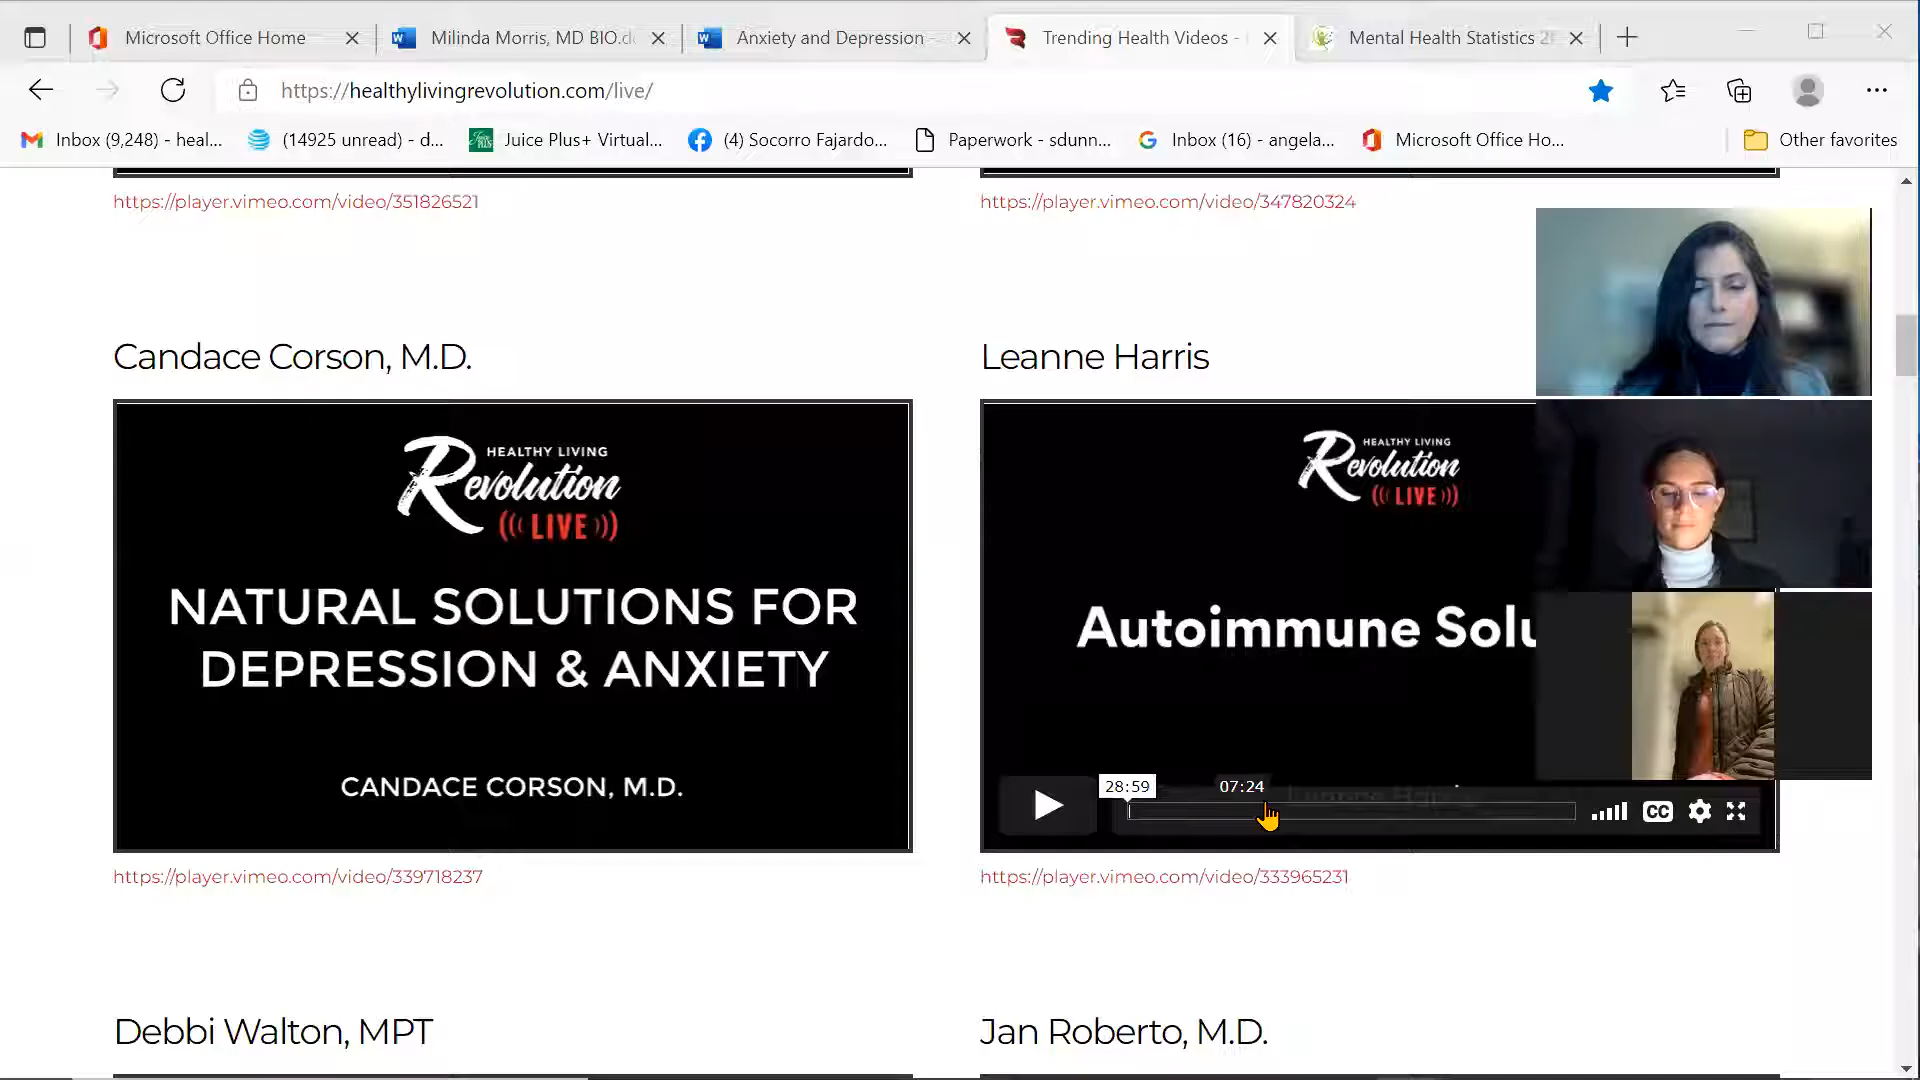 Microsoft Office Home
Milinda Morris, MD BIO.d
Anxiety and Depression -
Trending Health Videos -
Mental Health Statistics 2
https://healthylivingrevolution.com/live/
Inbox (9,248) - heal...
(14925 unread) - d...
Juice Plus+ Virtual...
(4) Socorro Fajardo...
Paperwork - sdunn...
Inbox (16) - angela...
Microsoft Office Ho...
Other favorites
https://player.vimeo.com/video/351826521
https://player.vimeo.com/video/347820324
Candace Corson, M.D.
Leanne Harris
HEALTHY LIVING
Revolution
((( LIVE )))
NATURAL SOLUTIONS FOR
DEPRESSION & ANXIETY
CANDACE CORSON, M.D.
HEALTHY LIVING
Revolution
((( LIVE )))
Autoimmune Solu
28:59
07:24
Leanne Harris
CC
https://player.vimeo.com/video/339718237
https://player.vimeo.com/video/333965231
Debbi Walton, MPT
Jan Roberto, M.D.